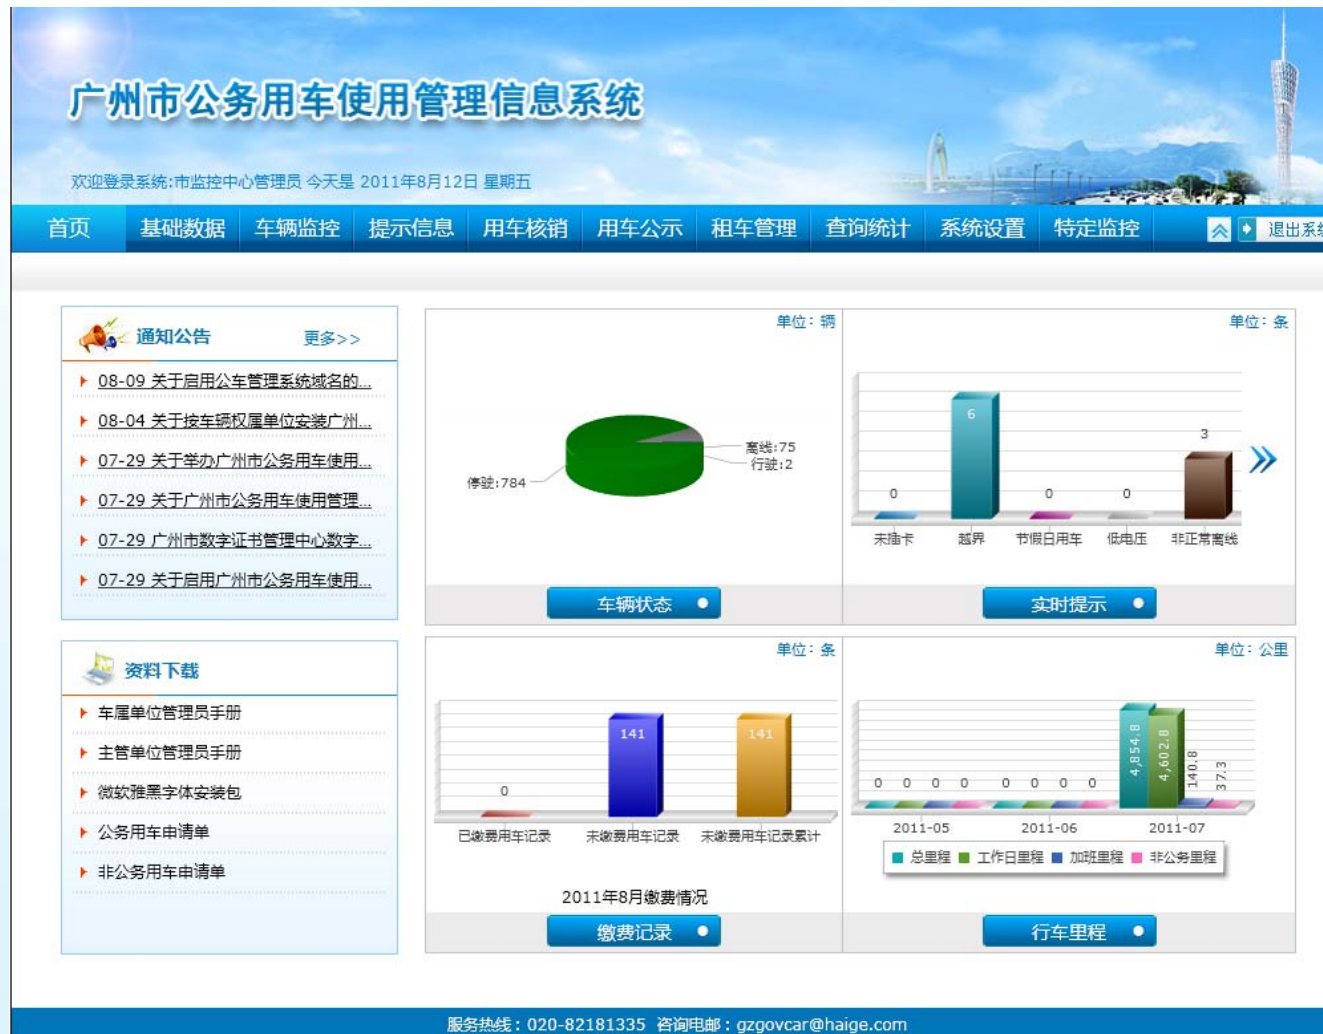 广州市公务用车使用管理信息系统
欢迎登录系统:市监控中心管理员 今天是 2011年8月12日 星期五
首页 基础数据 车辆监控 提示信息 用车核销 用车公示 租车管理 查询统计 系统设置 特定监控 退出系统
通知公告 更多>>
08-09 关于启用公车管理系统域名的...
08-04 关于按车辆权属单位安装广州...
07-29 关于举办广州市公务用车使用...
07-29 关于广州市公务用车使用管理...
07-29 广州市数字证书管理中心数字...
07-29 关于启用广州市公务用车使用...
资料下载
车属单位管理员手册
主管单位管理员手册
微软雅黑字体安装包
公务用车申请单
非公务用车申请单
单位：辆
离线:75
行驶:2
停驶:784
车辆状态
单位：条
0 6 0 0 3
未插卡 越界 节假日用车 低电压 非正常离线
实时提示
单位：条
0 141 141
已缴费用车记录 未缴费用车记录 未缴费用车记录累计
2011年8月缴费情况
缴费记录
单位：公里
0 0 0 0 0 0 0 0 4,854.8 4,602.8 140.8 37.3
2011-05 2011-06 2011-07
总里程 工作日里程 加班里程 非公务里程
行车里程
服务热线：020-82181335 咨询电邮：gzgovcar@haige.com